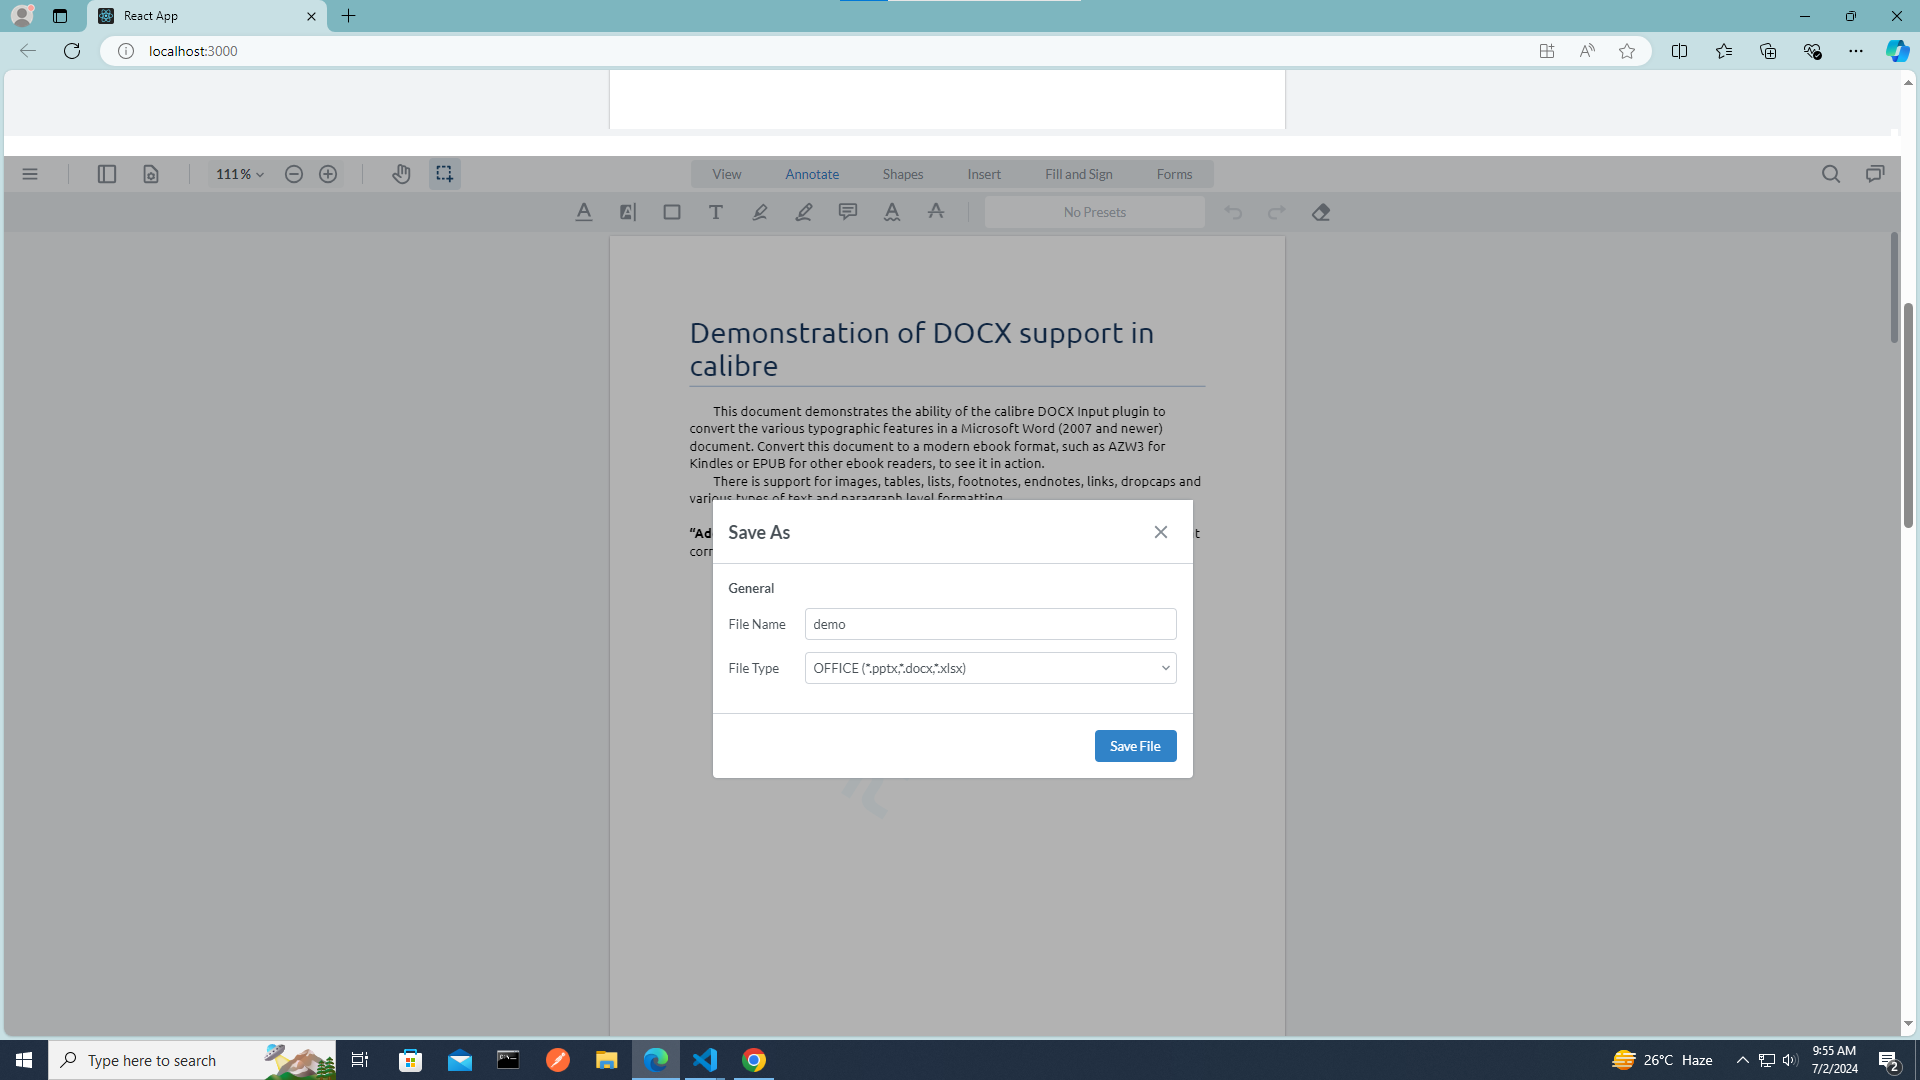 React App
localhost:3000
111%
View
Annotate
Shapes
Insert
Fill and Sign
Forms
No Presets
Demonstration of DOCX support in
calibre
This document demonstrates the ability of the calibre DOCX Input plugin to
convert the various typographic features in a Microsoft Word (2007 and newer)
document. Convert this document to a modern ebook format, such as AZW3 for
Kindles or EPUB for other ebook readers, to see it in action.
There is support for images, tables, lists, footnotes, endnotes, links, dropcaps and
various types of text and paragraph level formatting.
Save As
General
File Name
demo
File Type
OFFICE (*.pptx,*.docx,*.xlsx)
Save File
Type here to search
26°C Haze
9:55 AM
7/2/2024
2